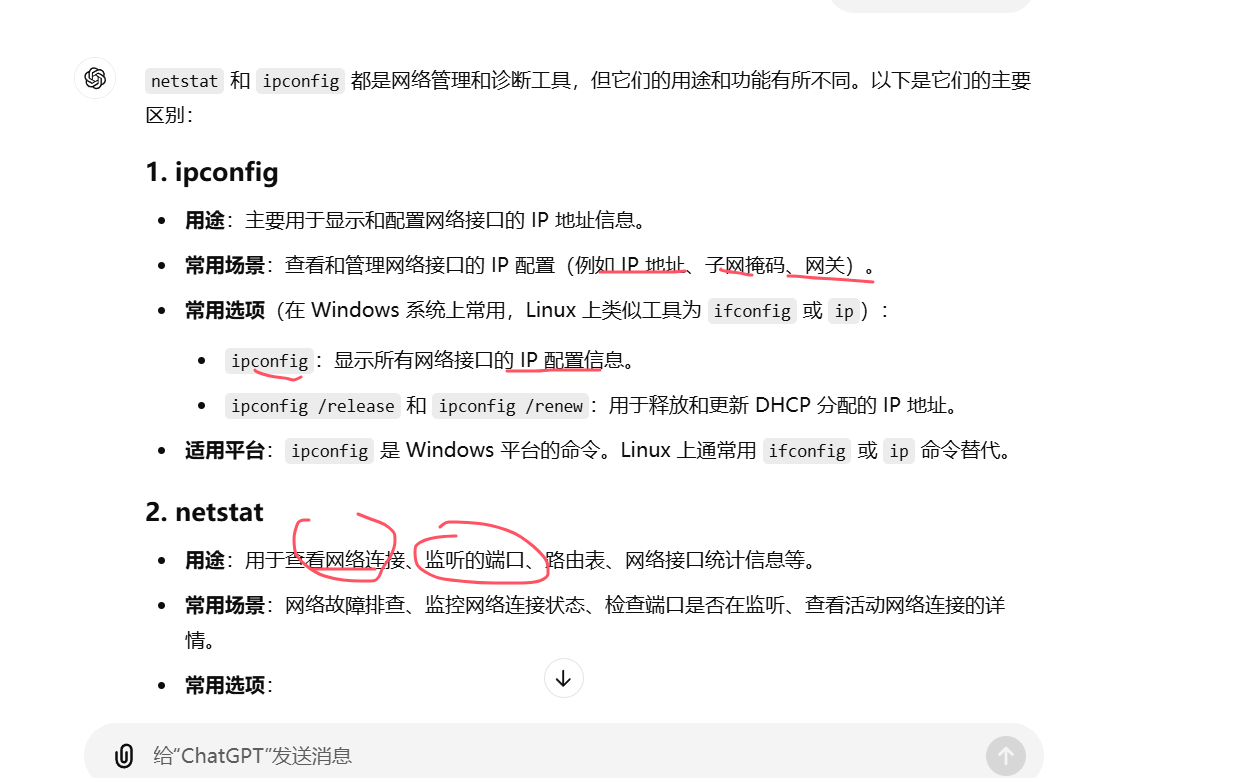 netstat 和 ipconfig 都是网络管理和诊断工具，但它们的用途和功能有所不同。以下是它们的主要
区别：
1. ipconfig
• 用途：主要用于显示和配置网络接口的 IP 地址信息。
• 常用场景：查看和管理网络接口的 IP 配置（例如 IP 地址、子网掩码、网关）。
• 常用选项（在 Windows 系统上常用，Linux 上类似工具为 ifconfig 或 ip）：
• ipconfig：显示所有网络接口的 IP 配置信息。
• ipconfig /release 和 ipconfig /renew：用于释放和更新 DHCP 分配的 IP 地址。
• 适用平台：ipconfig 是 Windows 平台的命令。Linux 上通常用 ifconfig 或 ip 命令替代。
2. netstat
• 用途：用于查看网络连接、监听的端口、路由表、网络接口统计信息等。
• 常用场景：网络故障排查、监控网络连接状态、检查端口是否在监听、查看活动网络连接的详
情。
• 常用选项：
给“ChatGPT”发送消息